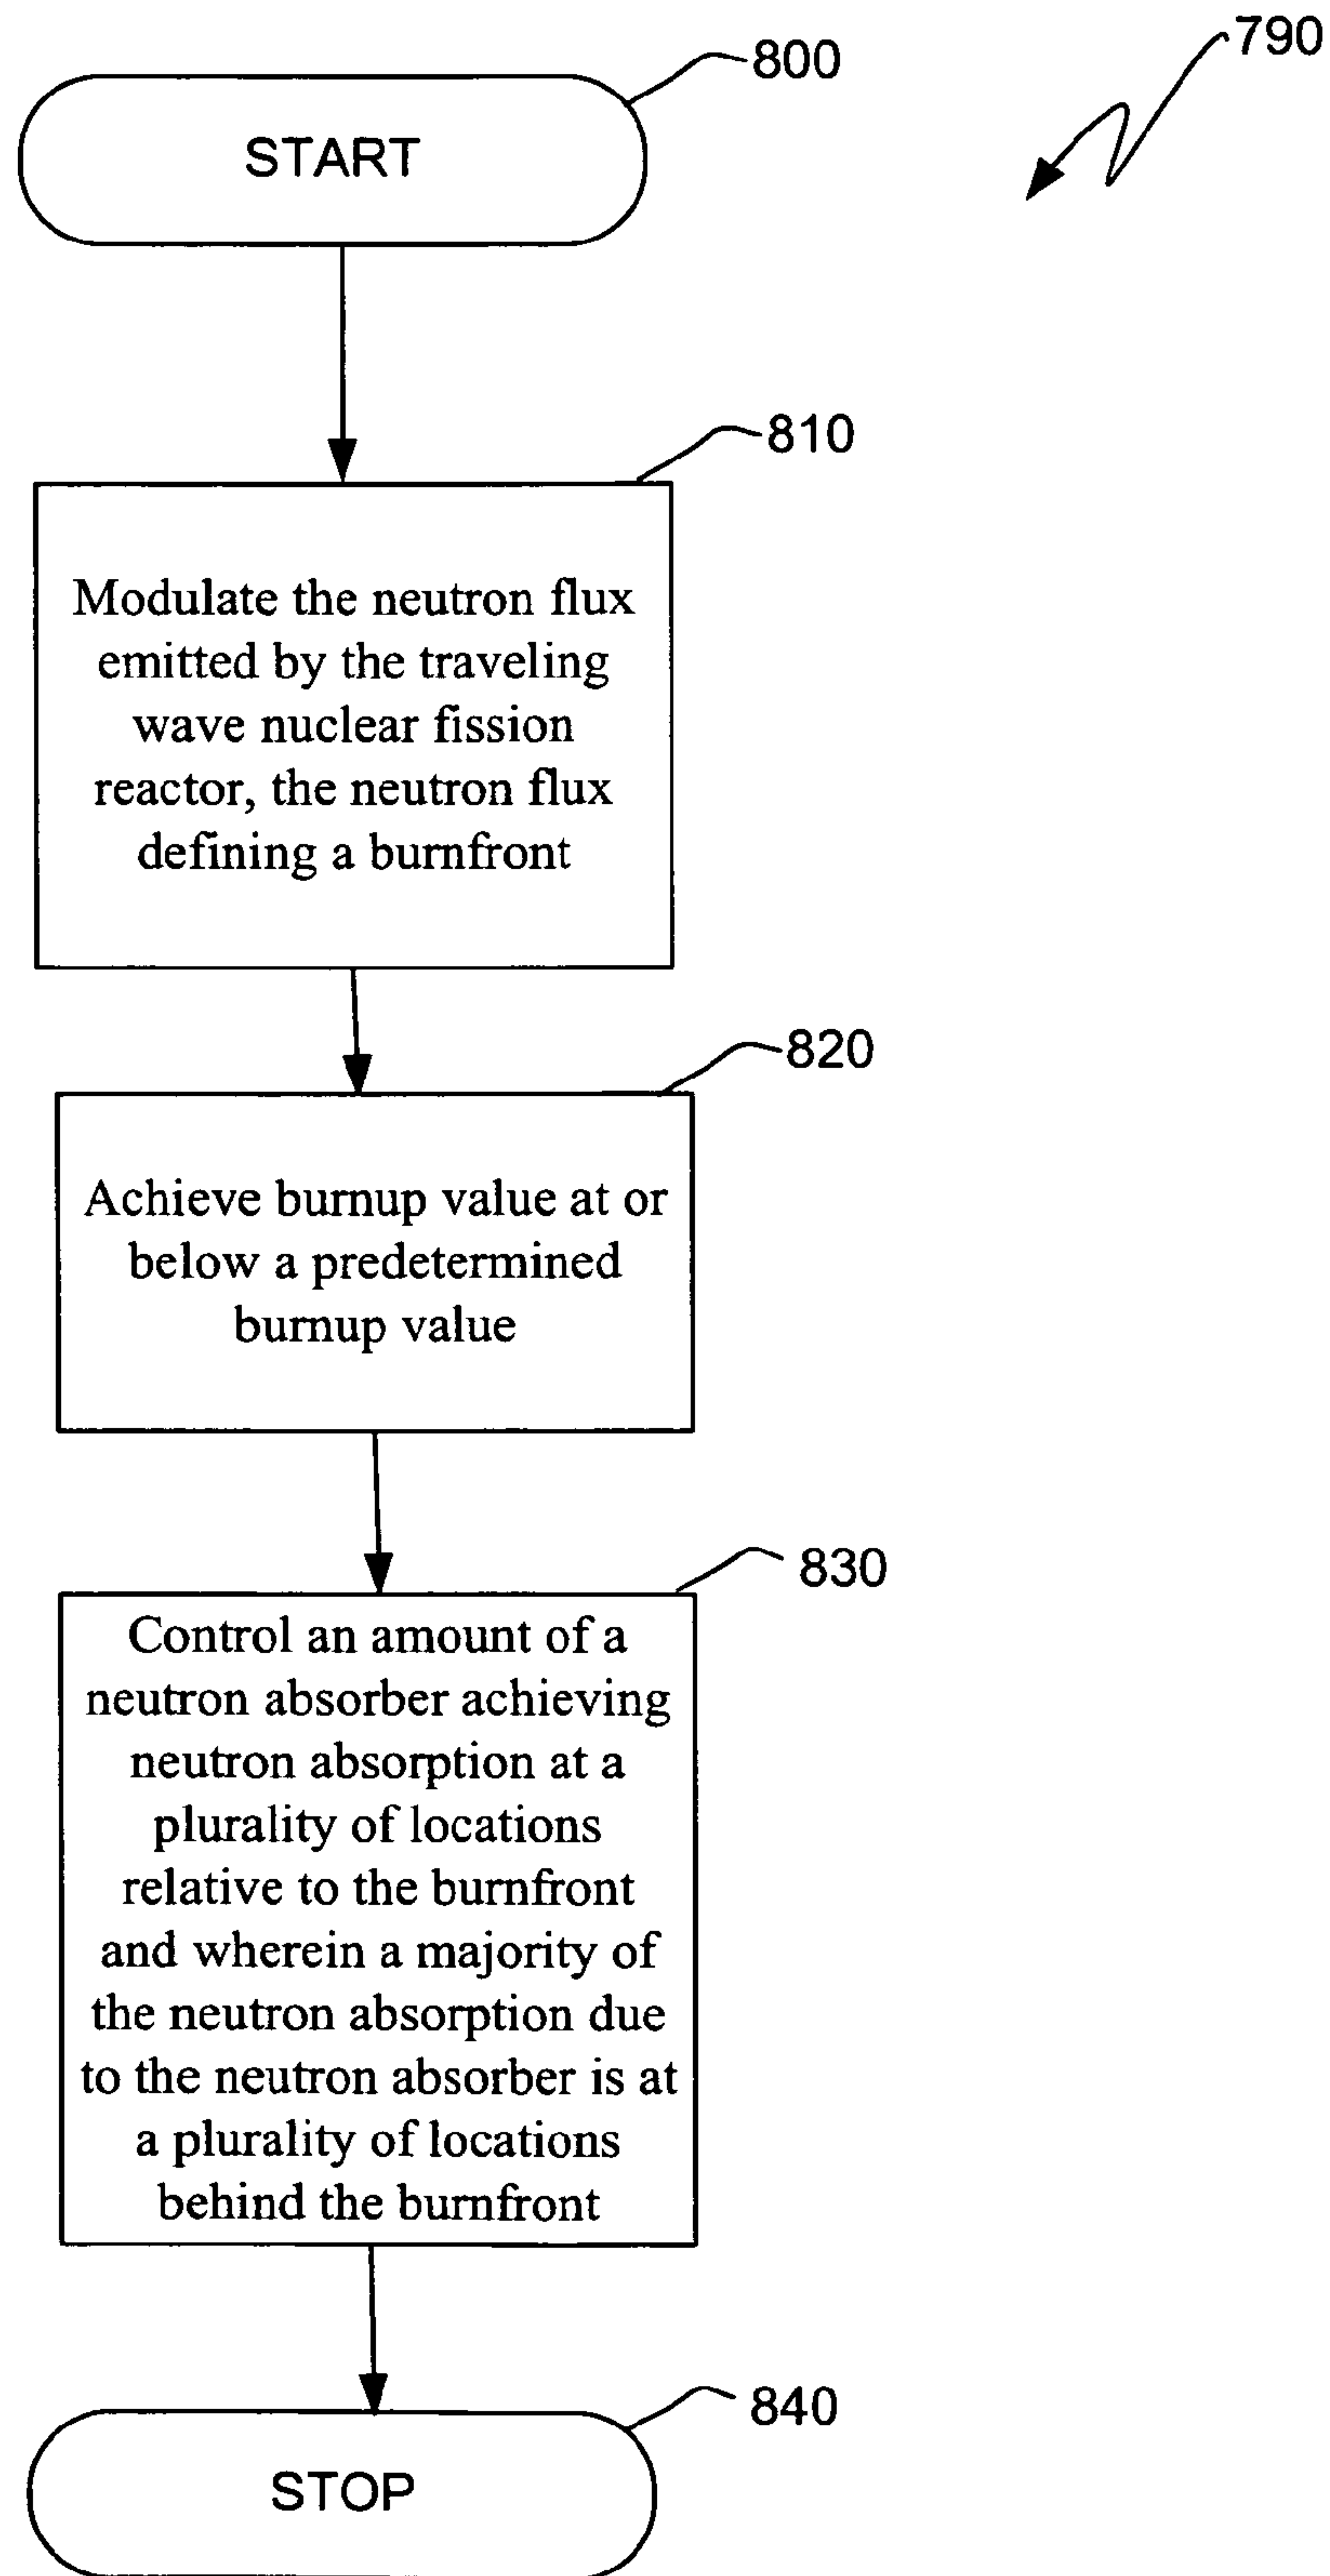 790
800
START
810
Modulate the neutron flux
emitted by the traveling
wave nuclear fission
reactor, the neutron flux
defining a burnfront
820
Achieve burnup value at or
below a predetermined
burnup value
830
Control an amount of a
neutron absorber achieving
neutron absorption at a
plurality of locations
relative to the burnfront
and wherein a majority of
the neutron absorption due
to the neutron absorber is at
a plurality of locations
behind the burnfront
840
STOP